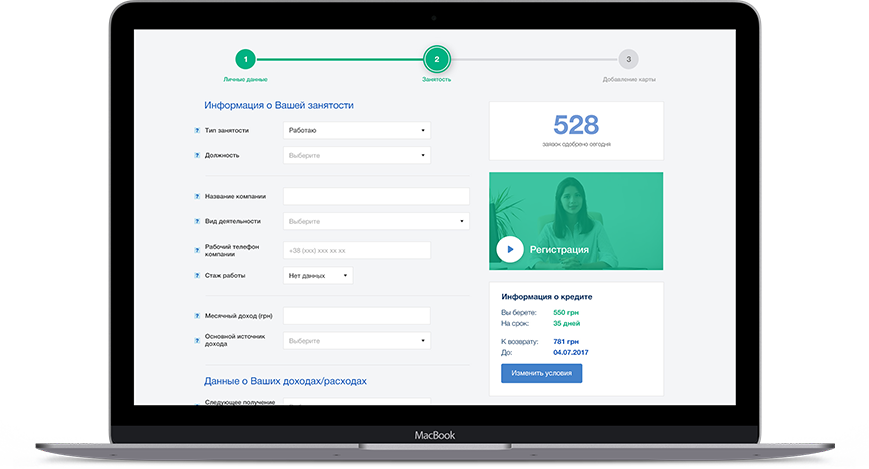 1
2
3
Личные данные
Занятость
Добавление карты
Информация о Вашей занятости
? Тип занятости
Работаю
? Должность
Выберите
? Название компании
? Вид деятельности
Выберите
? Рабочий телефон
компании
+38 (xxx) xxx xx xx
? Стаж работы
Нет данных
? Месячный доход (грн)
? Основной источник
дохода
Выберите
Данные о Ваших доходах/расходах
Следующее получение
528
заявок одобрено сегодня
Регистрация
Информация о кредите
Вы берете: 550 грн
На срок: 35 дней
К возврату: 781 грн
До: 04.07.2017
Изменить условия
MacBook